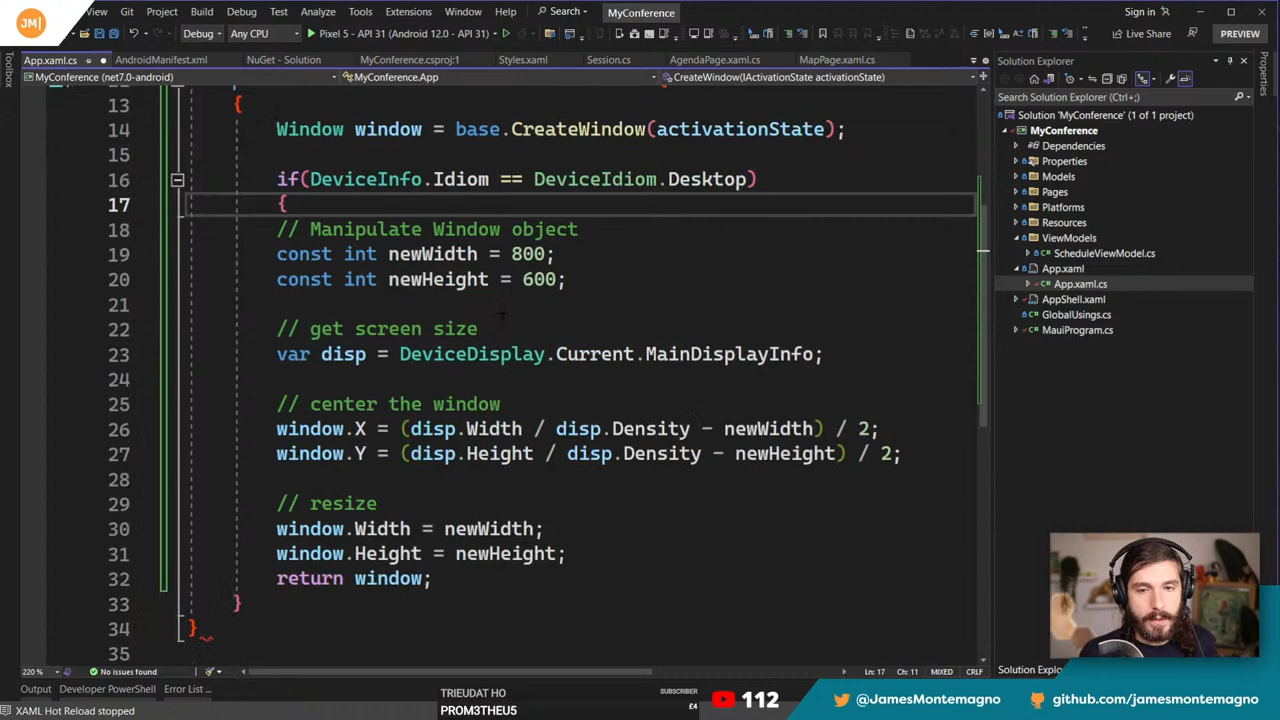 JM|
View Git Project Build Debug Test Analyze Tools Extensions Window Help Search MyConference Sign in
Debug Any CPU Pixel 5 - API 31 (Android 12.0 - API 31) Live Share PREVIEW
Toolbox
App.xaml.cs AndroidManifest.xml NuGet - Solution MyConference.csproj:1 Styles.xaml Session.cs AgendaPage.xaml.cs MapPage.xaml.cs
MyConference (net7.0-android) MyConference.App CreateWindow(IActivationState activationState)
13 {
14 Window window = base.CreateWindow(activationState);
15
16 if(DeviceInfo.Idiom == DeviceIdiom.Desktop)
17 {
18 // Manipulate Window object
19 const int newWidth = 800;
20 const int newHeight = 600;
21
22 // get screen size
23 var disp = DeviceDisplay.Current.MainDisplayInfo;
24
25 // center the window
26 window.X = (disp.Width / disp.Density - newWidth) / 2;
27 window.Y = (disp.Height / disp.Density - newHeight) / 2;
28
29 // resize
30 window.Width = newWidth;
31 window.Height = newHeight;
32 return window;
33 }
34 }
35
220 % No issues found Ln: 17 Ch: 11 MIXED CRLF
Output Developer PowerShell Error List ...
XAML Hot Reload stopped
Solution Explorer
Search Solution Explorer (Ctrl+;)
Solution 'MyConference' (1 of 1 project)
MyConference
Dependencies
Properties
Models
Pages
Platforms
Resources
ViewModels
ScheduleViewModel.cs
App.xaml
App.xaml.cs
AppShell.xaml
GlobalUsings.cs
MauiProgram.cs
Properties
Solution Explo
TRIEUDAT HO
PROM3THEU5
SUBSCRIBER
£4
112
@JamesMontemagno
github.com/jamesmontemagno